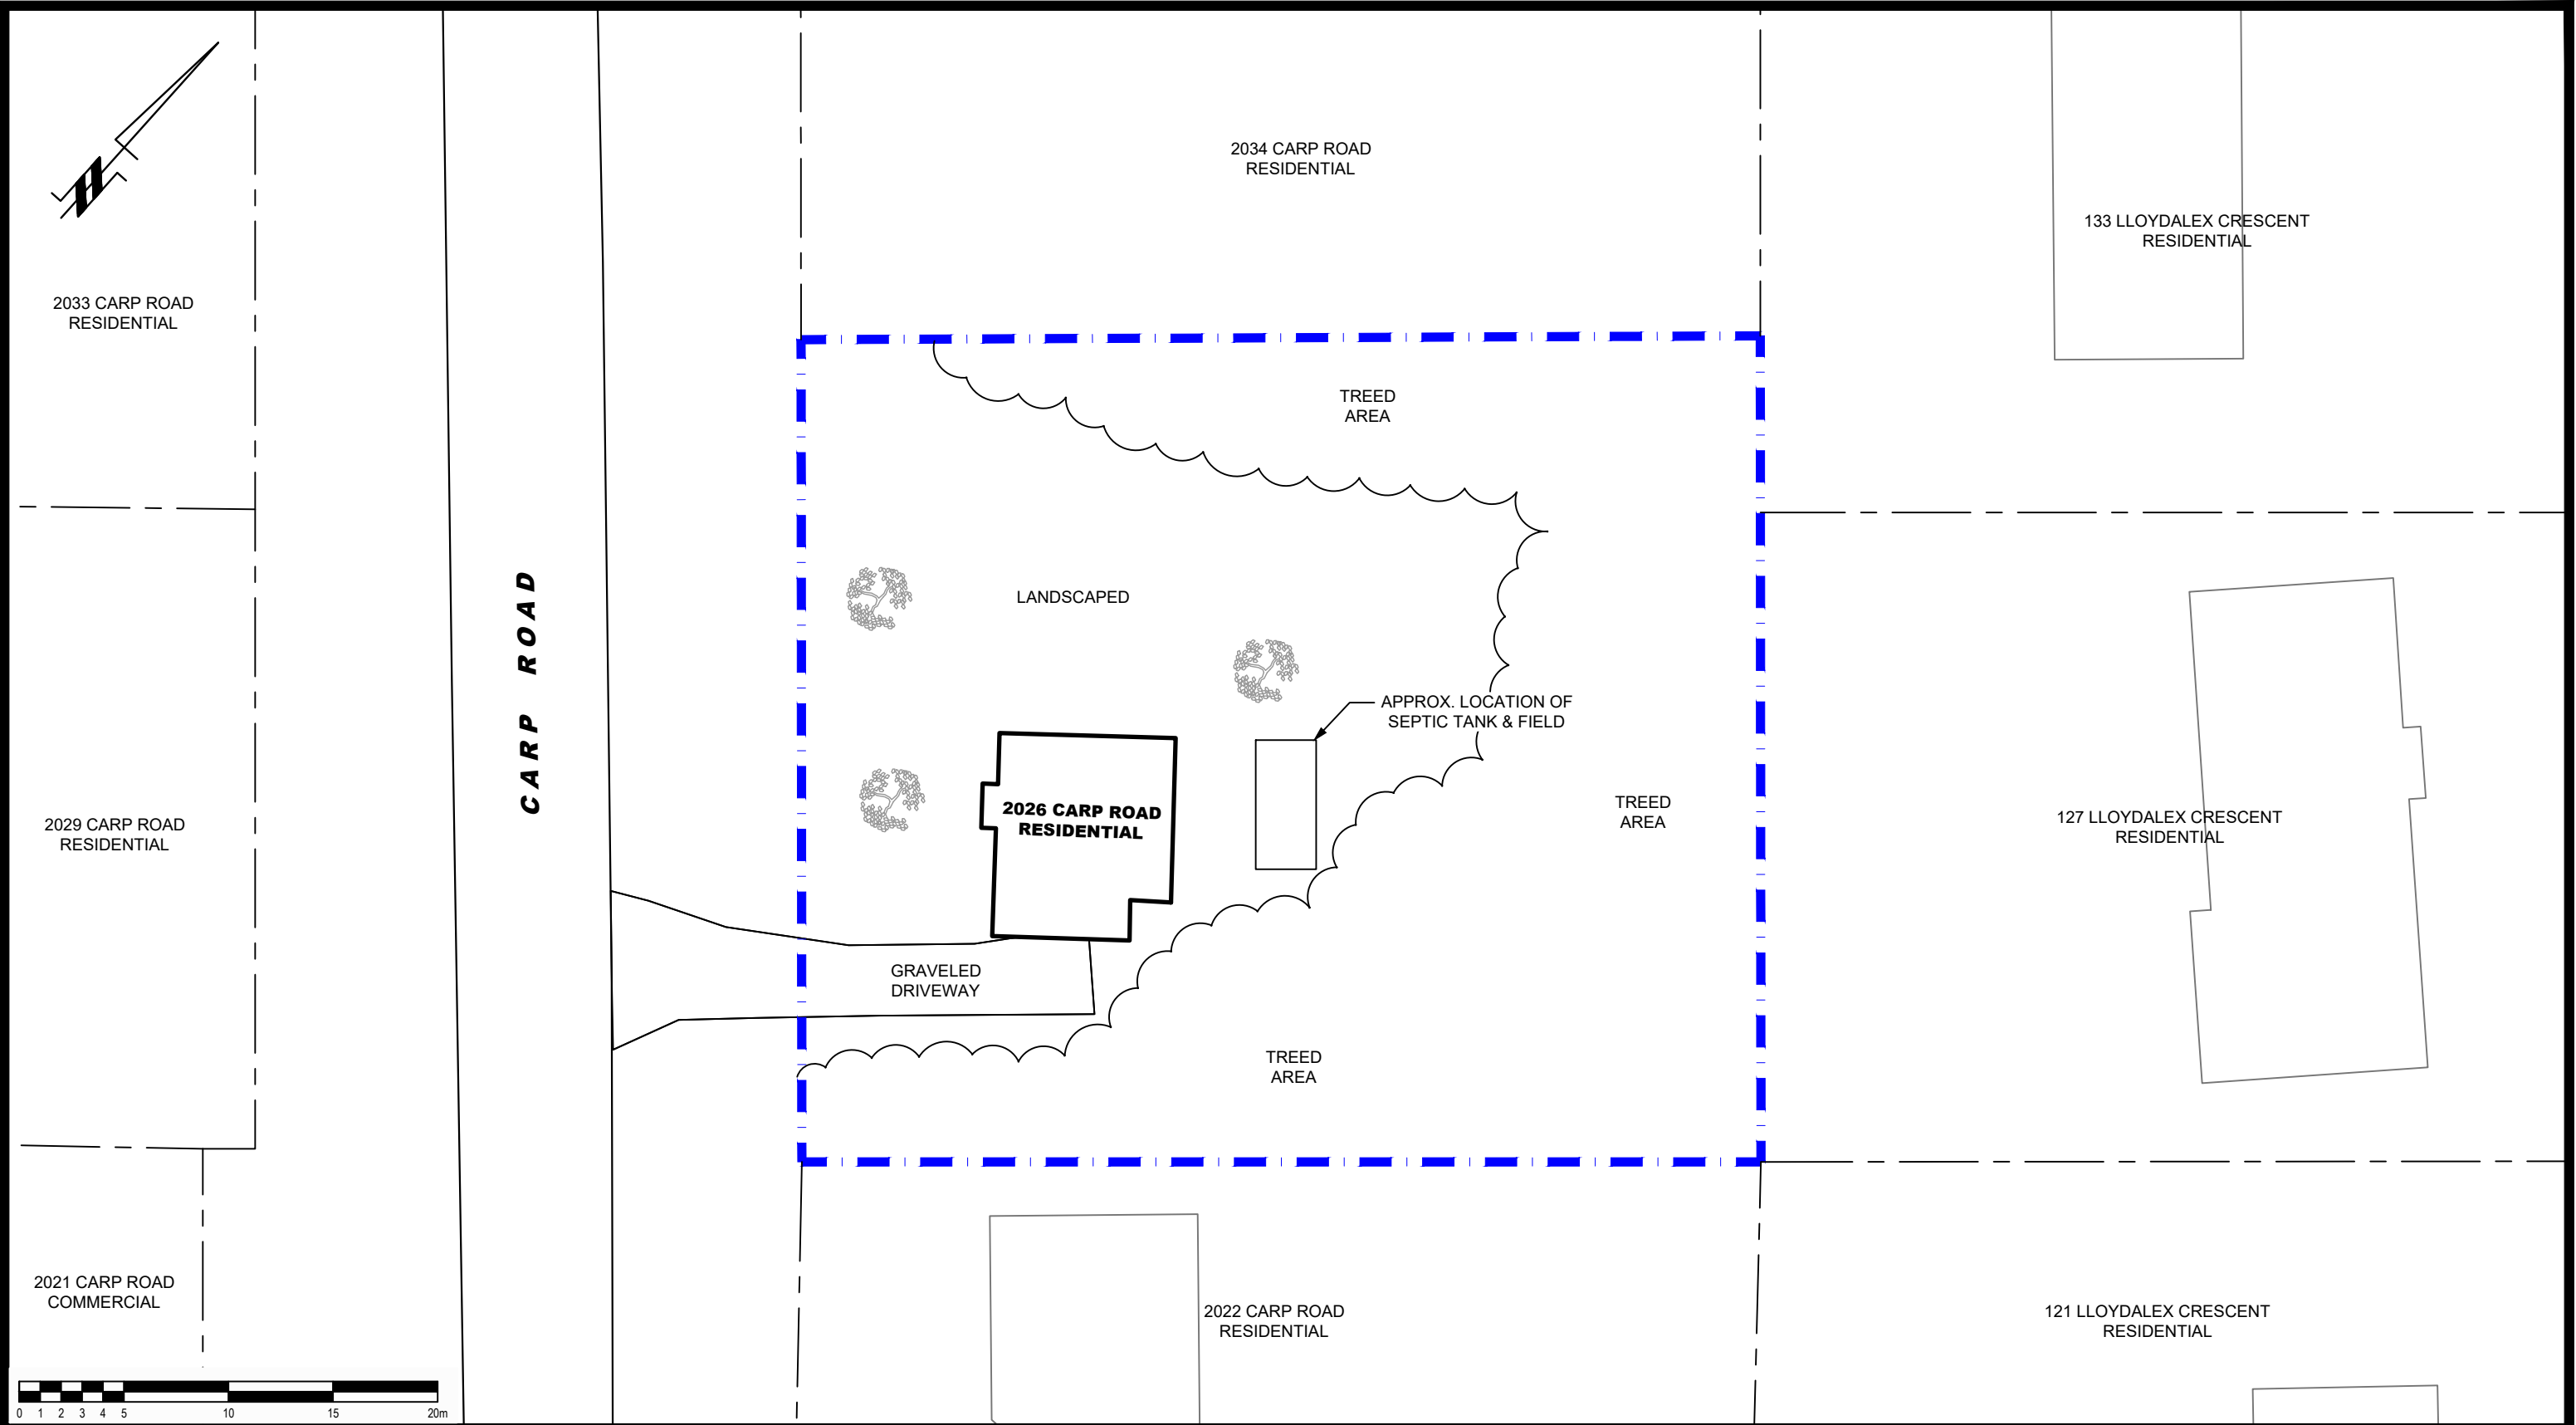 2034 CARP ROAD
RESIDENTIAL
133 LLOYDALEX CRESCENT
RESIDENTIAL
2033 CARP ROAD
RESIDENTIAL
TREED
AREA
LANDSCAPED
CARP ROAD
APPROX. LOCATION OF
SEPTIC TANK & FIELD
2026 CARP ROAD
RESIDENTIAL
TREED
AREA
127 LLOYDALEX CRESCENT
RESIDENTIAL
2029 CARP ROAD
RESIDENTIAL
GRAVELED
DRIVEWAY
TREED
AREA
2021 CARP ROAD
COMMERCIAL
2022 CARP ROAD
RESIDENTIAL
121 LLOYDALEX CRESCENT
RESIDENTIAL
0 1 2 3 4 5 10 15 20m